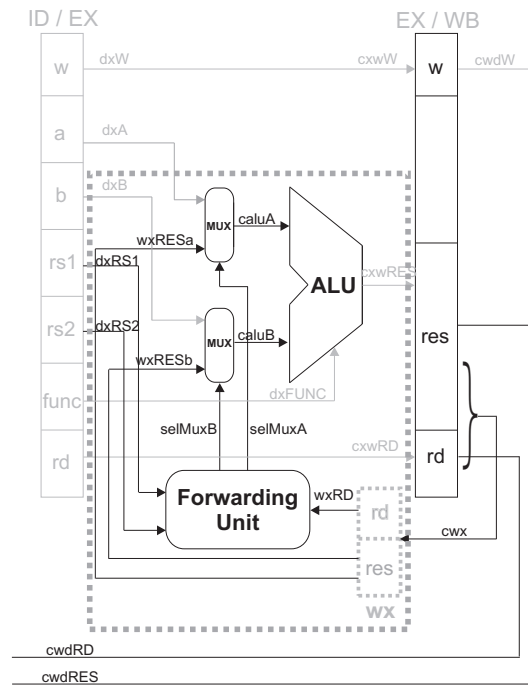 ID / EX
EX / WB
w
dxW
cxwW
w
cwdW
a
dxA
b
dxB
MUX
caluA
wxRESa
rs1
dxRS1
ALU
cxwRES
rs2
dxRS2
MUX
caluB
res
wxRESb
func
dxFUNC
selMuxB
selMuxA
rd
cxwRD
rd
Forwarding
Unit
wxRD
rd
cwx
res
wx
cwdRD
cwdRES